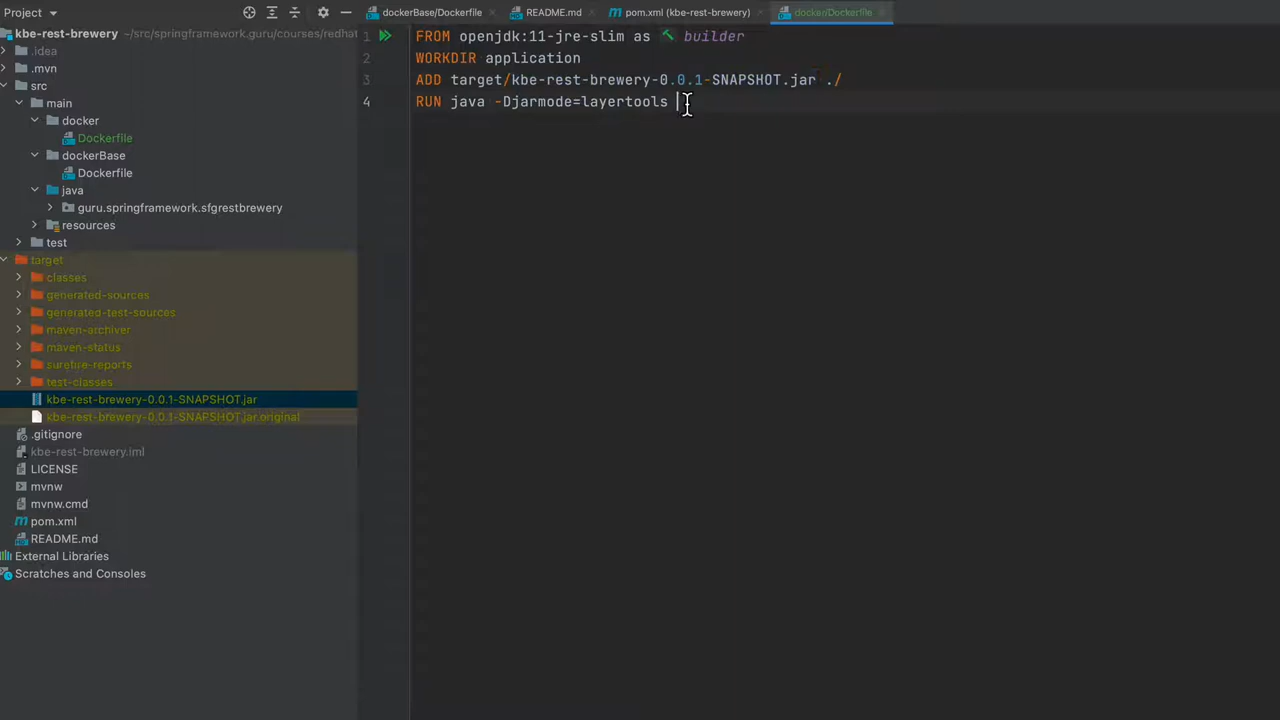 Project
dockerBase/Dockerfile
README.md
pom.xml (kbe-rest-brewery)
docker/Dockerfile
kbe-rest-brewery ~/src/springframework.guru/courses/redhat
.idea
.mvn
src
main
docker
Dockerfile
dockerBase
Dockerfile
java
guru.springframework.sfgrestbrewery
resources
test
target
classes
generated-sources
generated-test-sources
maven-archiver
maven-status
surefire-reports
test-classes
kbe-rest-brewery-0.0.1-SNAPSHOT.jar
kbe-rest-brewery-0.0.1-SNAPSHOT.jar.original
.gitignore
kbe-rest-brewery.iml
LICENSE
mvnw
mvnw.cmd
pom.xml
README.md
External Libraries
Scratches and Consoles
1 FROM openjdk:11-jre-slim as builder
2 WORKDIR application
3 ADD target/kbe-rest-brewery-0.0.1-SNAPSHOT.jar ./
4 RUN java -Djarmode=layertools